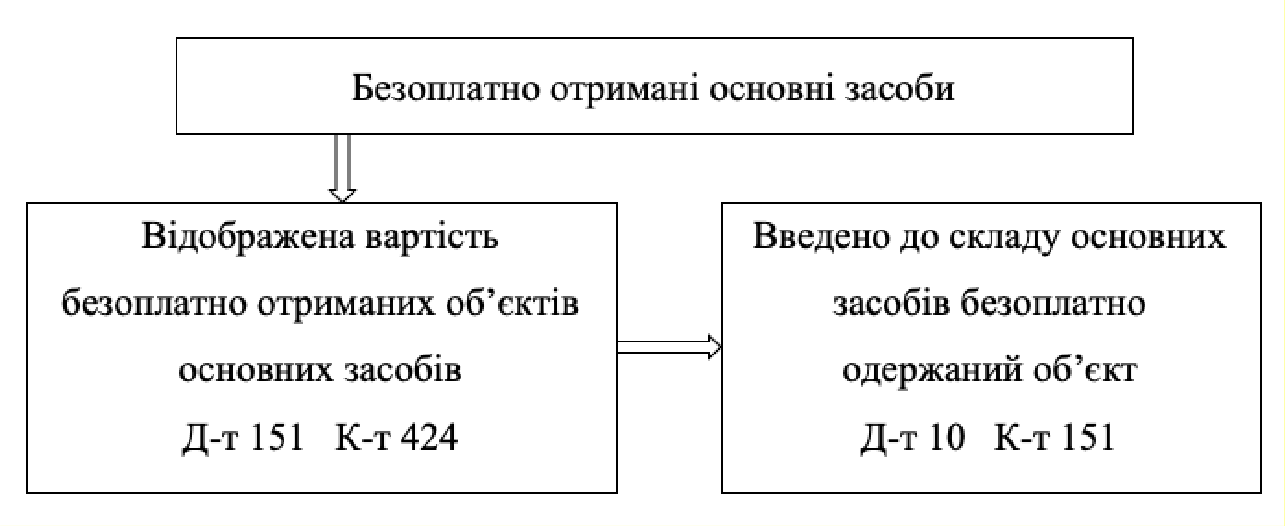 Безоплатно отримані основні засоби
Відображена вартість
безоплатно отриманих об’єктів
основних засобів
Д-т 151 К-т 424
Введено до складу основних
засобів безоплатно
одержаний об’єкт
Д-т 10 К-т 151